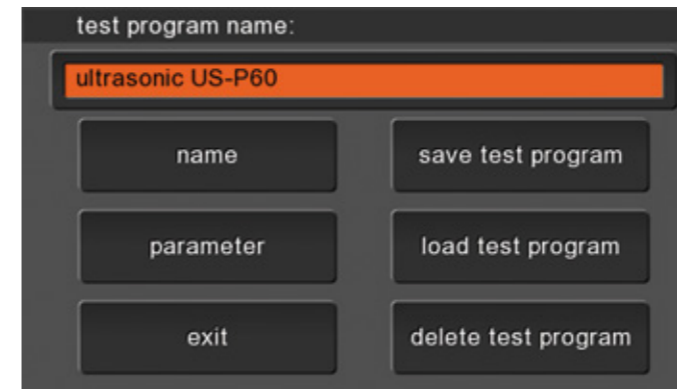 test program name:
ultrasonic US-P60
name
save test program
parameter
load test program
exit
delete test program